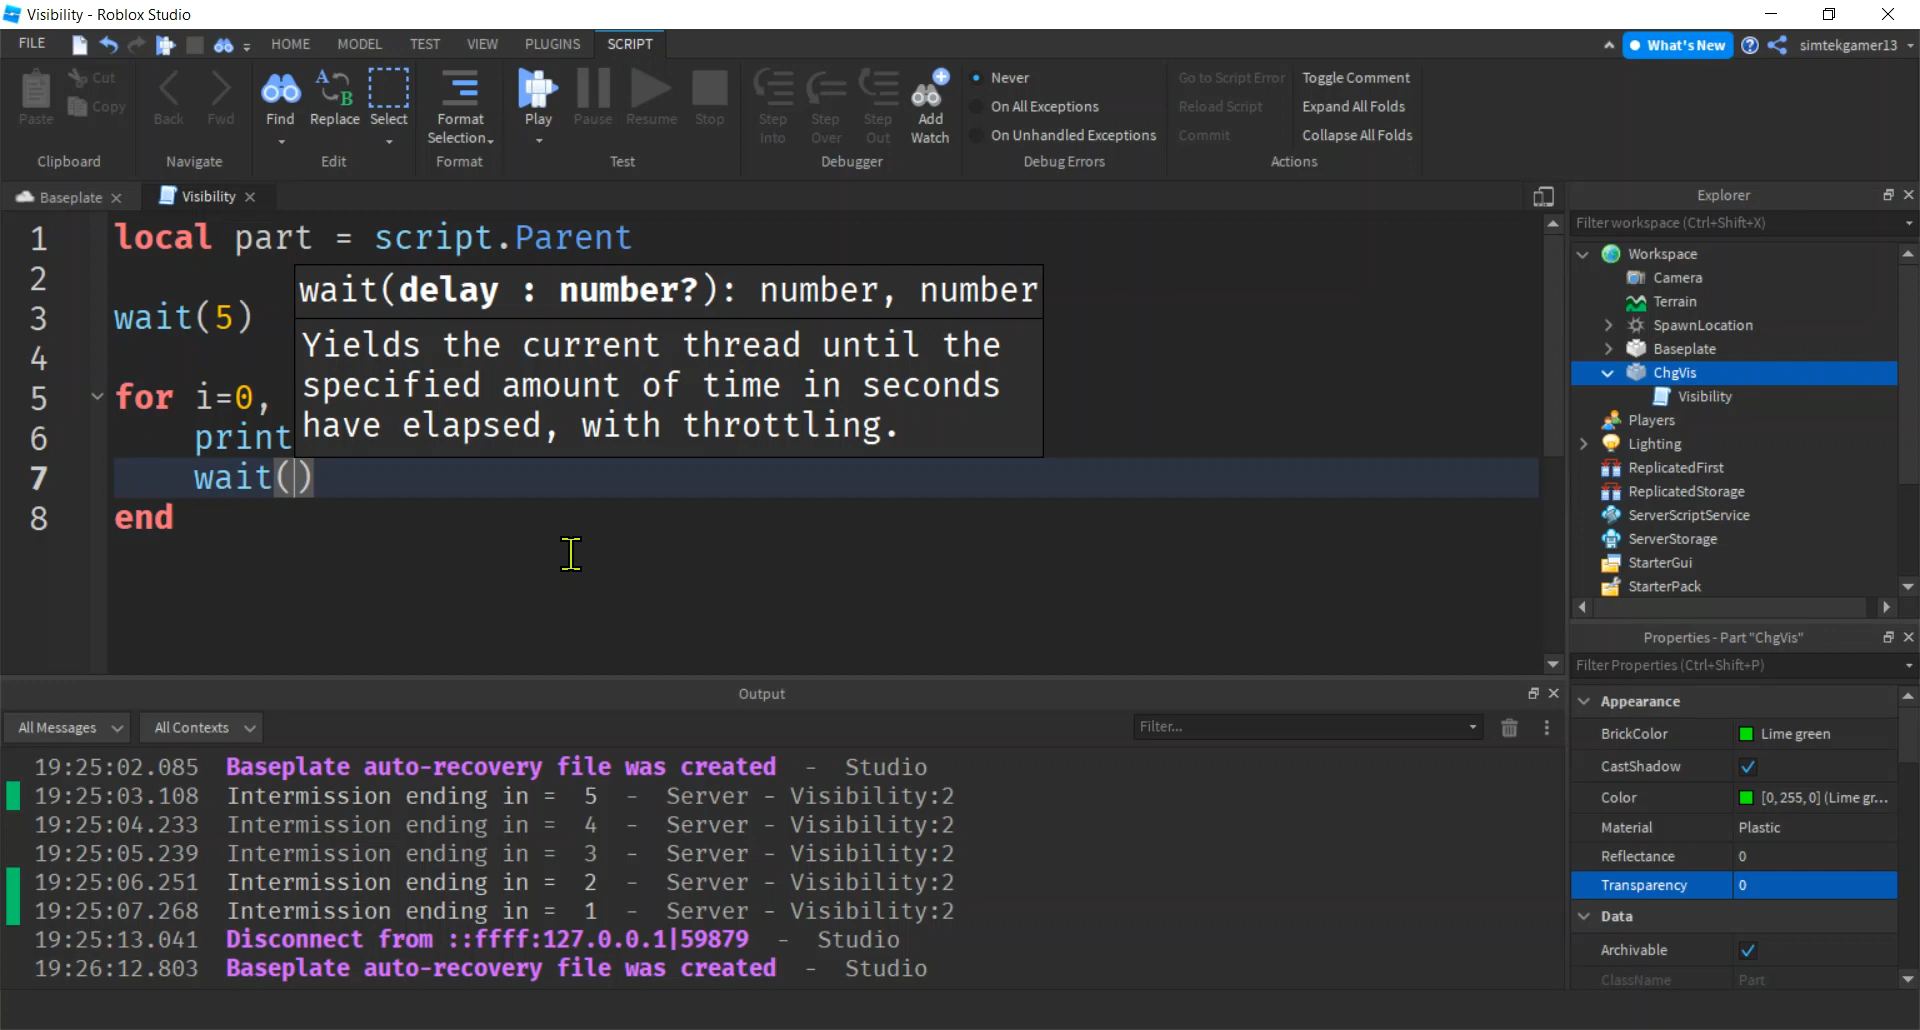 Visibility - Roblox Studio
FILE HOME MODEL TEST VIEW PLUGINS SCRIPT What's New simtekgamer13
Paste Cut Copy
Clipboard
Back Fwd
Navigate
Find Replace Select
Edit
Format Selection
Format
Play Pause Resume Stop
Test
Step Into Step Over Step Out Add Watch
Debugger
Never
On All Exceptions
On Unhandled Exceptions
Debug Errors
Go to Script Error
Reload Script
Commit
Toggle Comment
Expand All Folds
Collapse All Folds
Actions
Baseplate Visibility
1 local part = script.Parent
2
3 wait(5)
4
5 for i=0,
6 print
7 wait()
8 end
wait(delay : number?): number, number
Yields the current thread until the
specified amount of time in seconds
have elapsed, with throttling.
Explorer
Filter workspace (Ctrl+Shift+X)
Workspace
Camera
Terrain
SpawnLocation
Baseplate
ChgVis
Visibility
Players
Lighting
ReplicatedFirst
ReplicatedStorage
ServerScriptService
ServerStorage
StarterGui
StarterPack
Output
All Messages All Contexts Filter...
19:25:02.085 Baseplate auto-recovery file was created - Studio
19:25:03.108 Intermission ending in = 5 - Server - Visibility:2
19:25:04.233 Intermission ending in = 4 - Server - Visibility:2
19:25:05.239 Intermission ending in = 3 - Server - Visibility:2
19:25:06.251 Intermission ending in = 2 - Server - Visibility:2
19:25:07.268 Intermission ending in = 1 - Server - Visibility:2
19:25:13.041 Disconnect from ::ffff:127.0.0.1|59879 - Studio
19:26:12.803 Baseplate auto-recovery file was created - Studio
Properties - Part "ChgVis"
Filter Properties (Ctrl+Shift+P)
Appearance
BrickColor Lime green
CastShadow
Color [0, 255, 0] (Lime gr...
Material Plastic
Reflectance 0
Transparency 0
Data
Archivable
ClassName Part